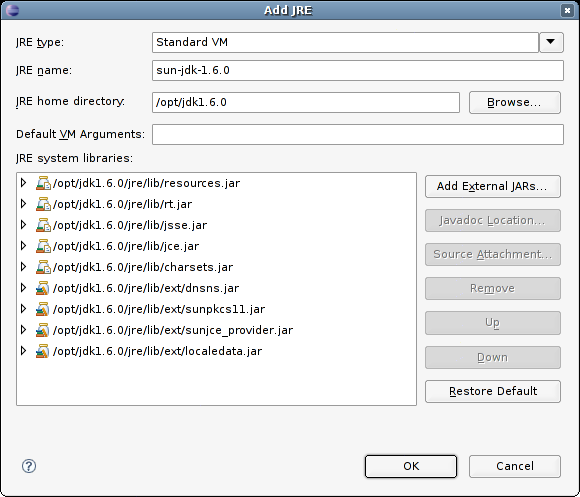 Add JRE
JRE type: Standard VM
JRE name: sun-jdk-1.6.0
JRE home directory: /opt/jdk1.6.0 Browse...
Default VM Arguments:
JRE system libraries:
/opt/jdk1.6.0/jre/lib/resources.jar Add External JARs...
/opt/jdk1.6.0/jre/lib/rt.jar
/opt/jdk1.6.0/jre/lib/jsse.jar Javadoc Location...
/opt/jdk1.6.0/jre/lib/jce.jar Source Attachment...
/opt/jdk1.6.0/jre/lib/charsets.jar
/opt/jdk1.6.0/jre/lib/ext/dnsns.jar Remove
/opt/jdk1.6.0/jre/lib/ext/sunpkcs11.jar
/opt/jdk1.6.0/jre/lib/ext/sunjce_provider.jar Up
/opt/jdk1.6.0/jre/lib/ext/localedata.jar Down
Restore Default
? OK Cancel